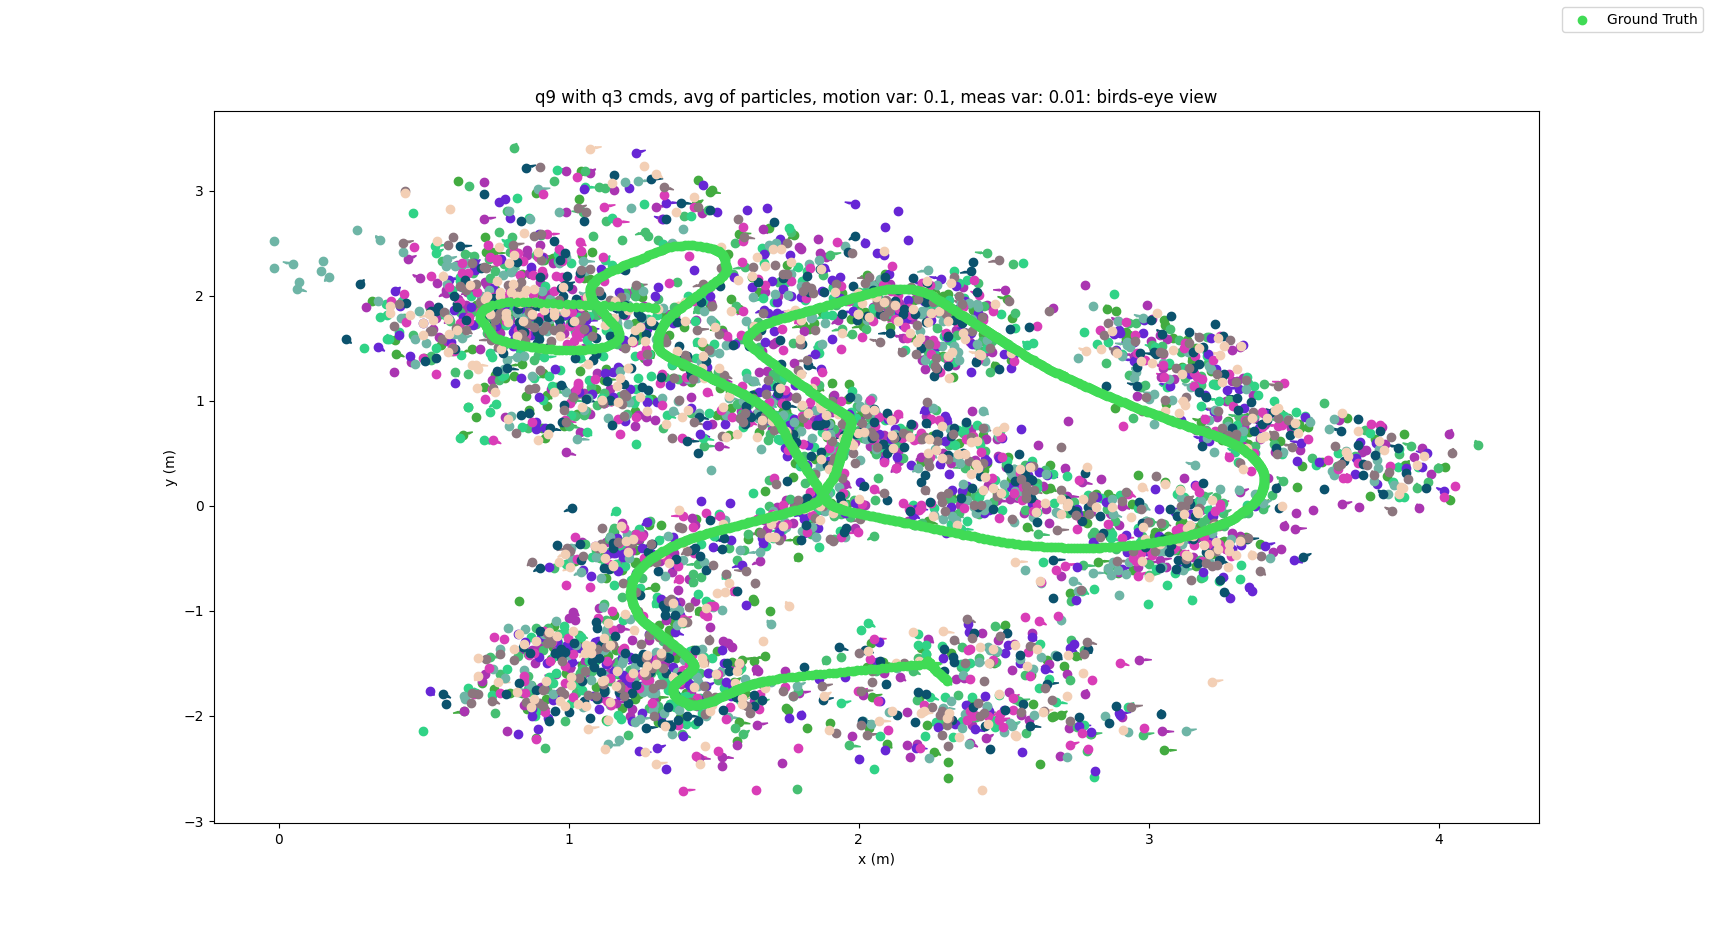 Ground Truth
q9 with q3 cmds, avg of particles, motion var: 0.1, meas var: 0.01: birds-eye view
3
2
1
0
−1
−2
−3
y (m)
0 1 2 3 4
x (m)